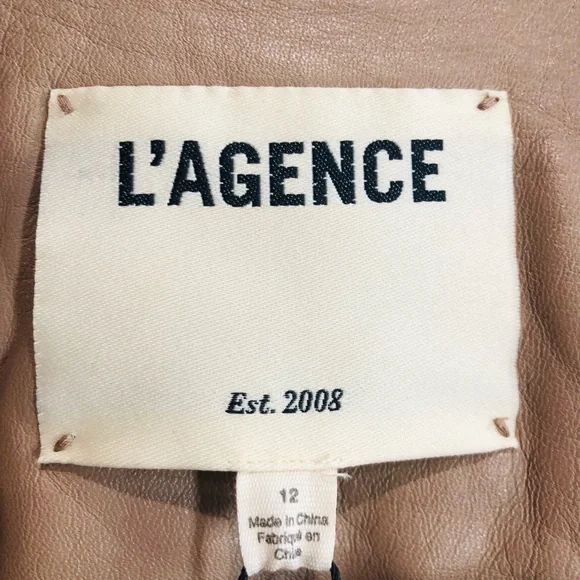 L'AGENCE
Est. 2008
12
Made in China
Fabriqué en
Chine